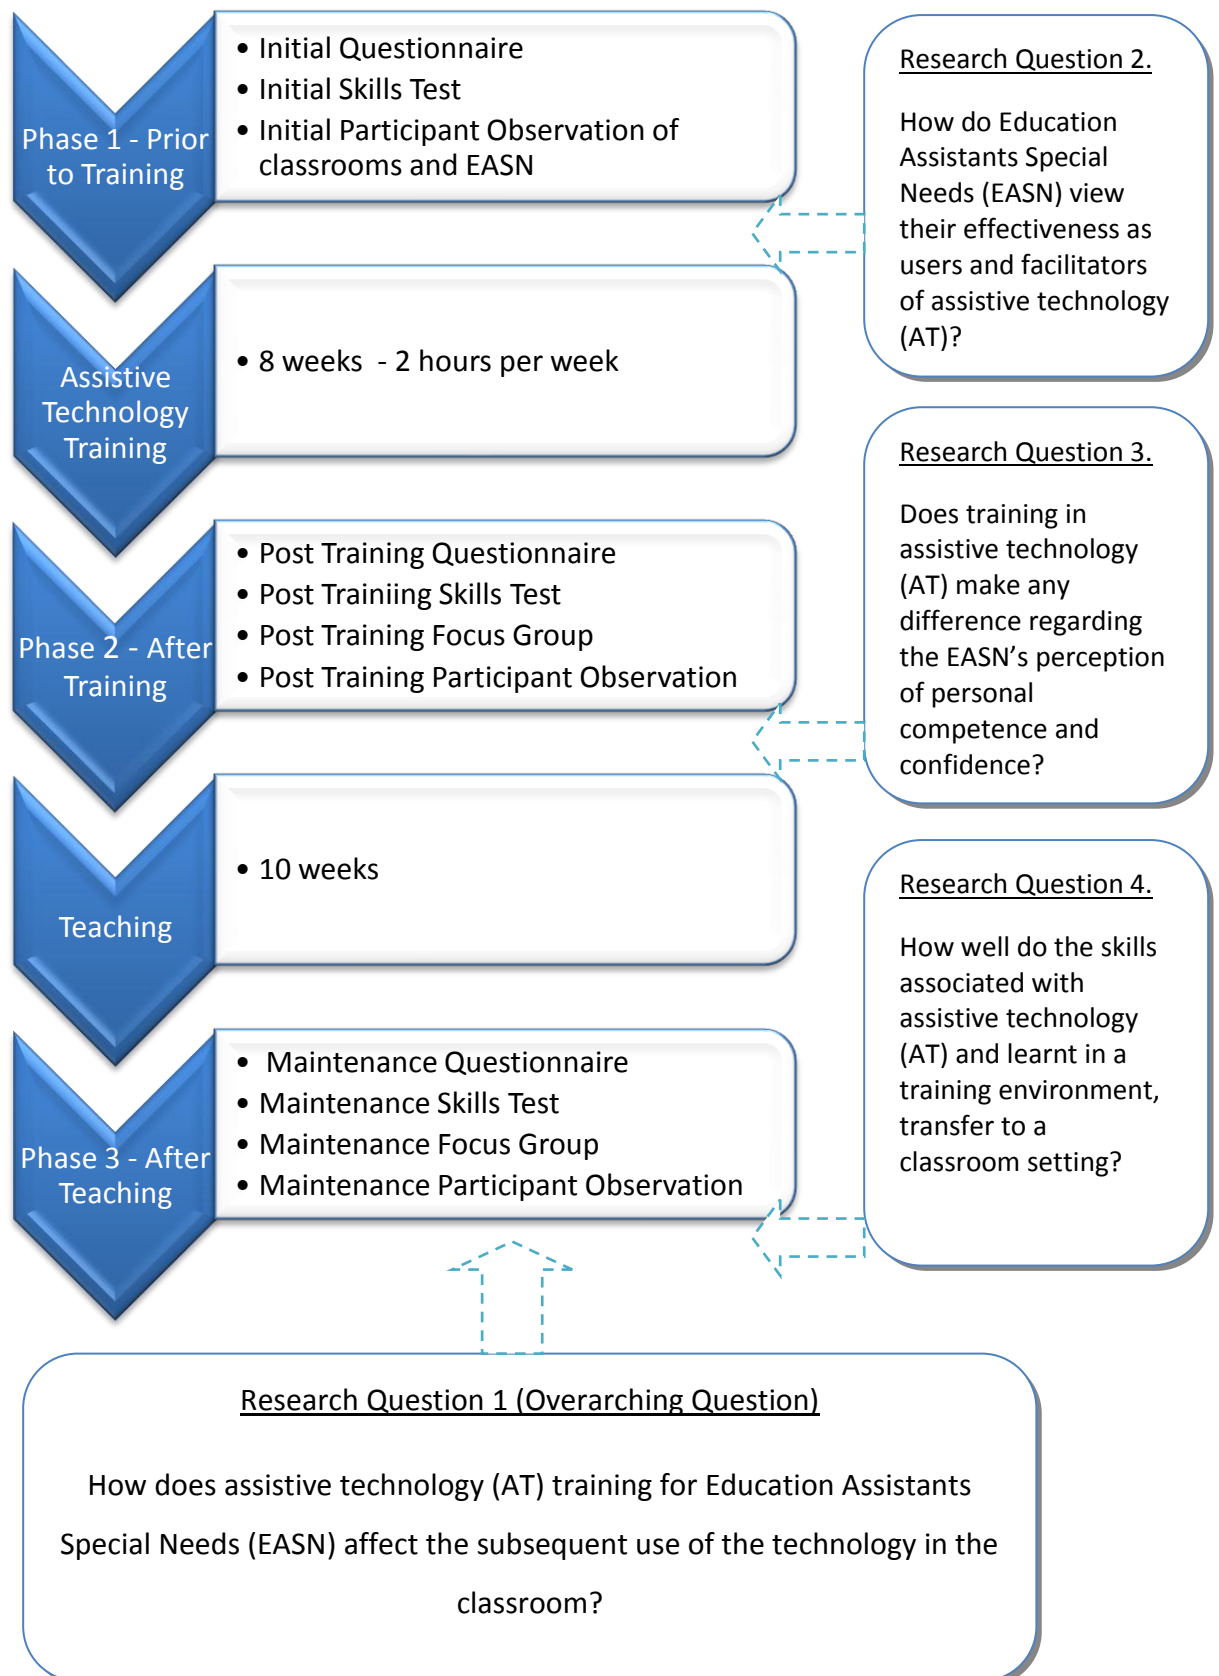 Phase 1 - Prior
to Training
• Initial Questionnaire
• Initial Skills Test
• Initial Participant Observation of
classrooms and EASN
Research Question 2.
How do Education
Assistants Special
Needs (EASN) view
their effectiveness as
users and facilitators
of assistive technology
(AT)?
Assistive
Technology
Training
• 8 weeks  - 2 hours per week
Phase 2 - After
Training
• Post Training Questionnaire
• Post Trainiing Skills Test
• Post Training Focus Group
• Post Training Participant Observation
Research Question 3.
Does training in
assistive technology
(AT) make any
difference regarding
the EASN’s perception
of personal
competence and
confidence?
Teaching
• 10 weeks
Research Question 4.
How well do the skills
associated with
assistive technology
(AT) and learnt in a
training environment,
transfer to a
classroom setting?
Phase 3 - After
Teaching
• Maintenance Questionnaire
• Maintenance Skills Test
• Maintenance Focus Group
• Maintenance Participant Observation
Research Question 1 (Overarching Question)
How does assistive technology (AT) training for Education Assistants
Special Needs (EASN) affect the subsequent use of the technology in the
classroom?